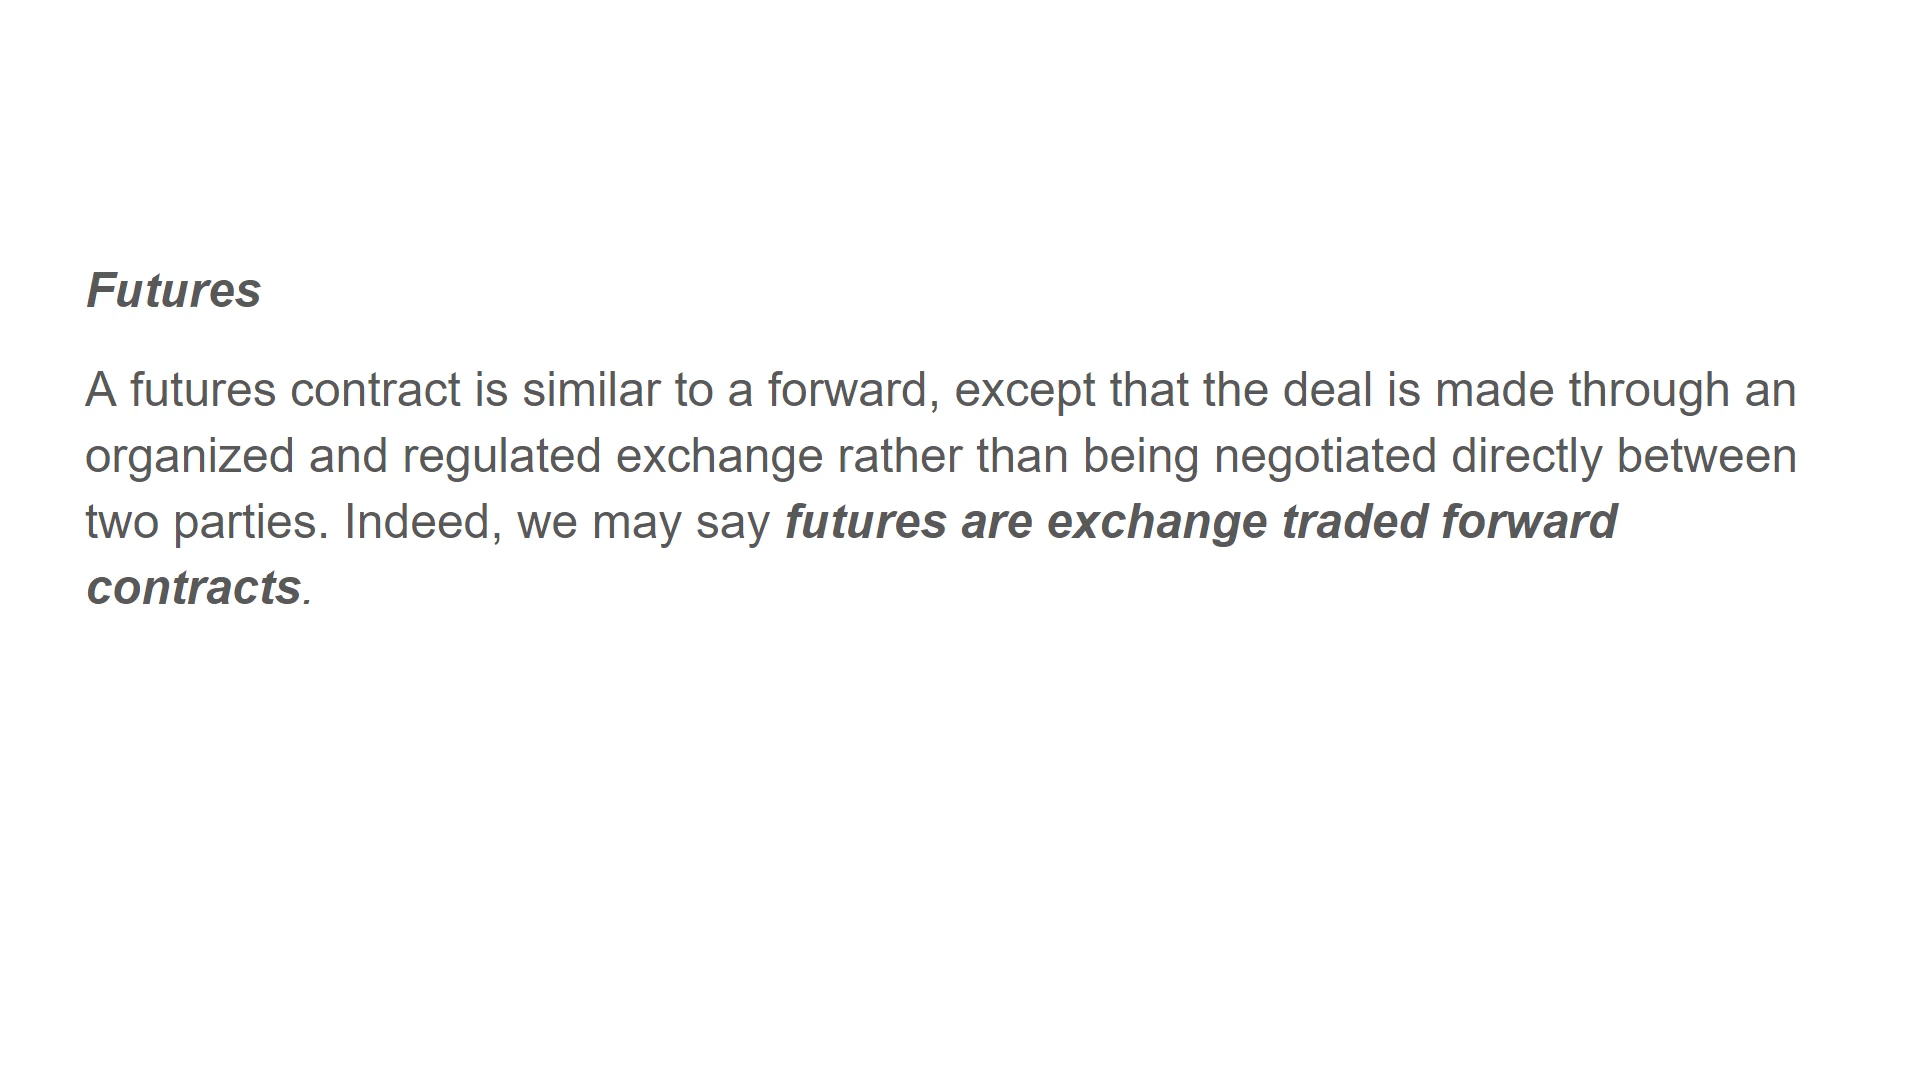 Futures
A futures contract is similar to a forward, except that the deal is made through an
organized and regulated exchange rather than being negotiated directly between
two parties. Indeed, we may say futures are exchange traded forward
contracts.